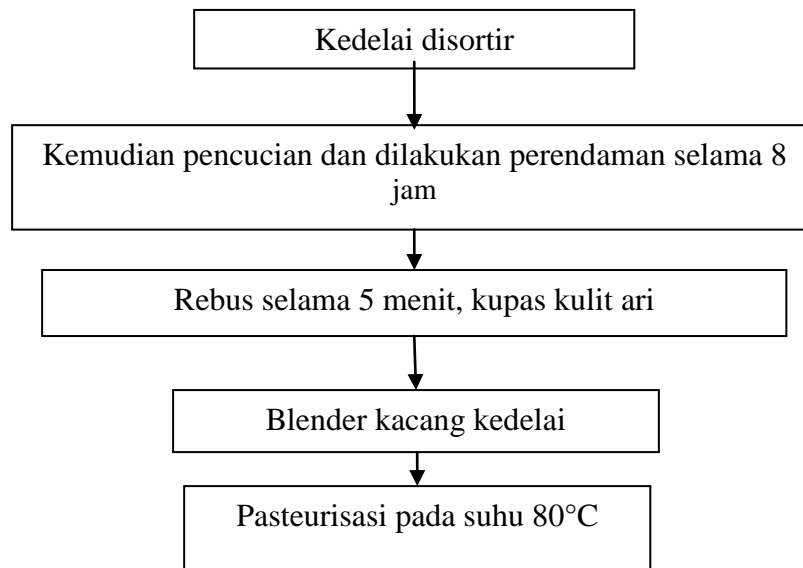 Kedelai disortir
Kemudian pencucian dan dilakukan perendaman selama 8
jam
Rebus selama 5 menit, kupas kulit ari
Blender kacang kedelai
Pasteurisasi pada suhu 80°C